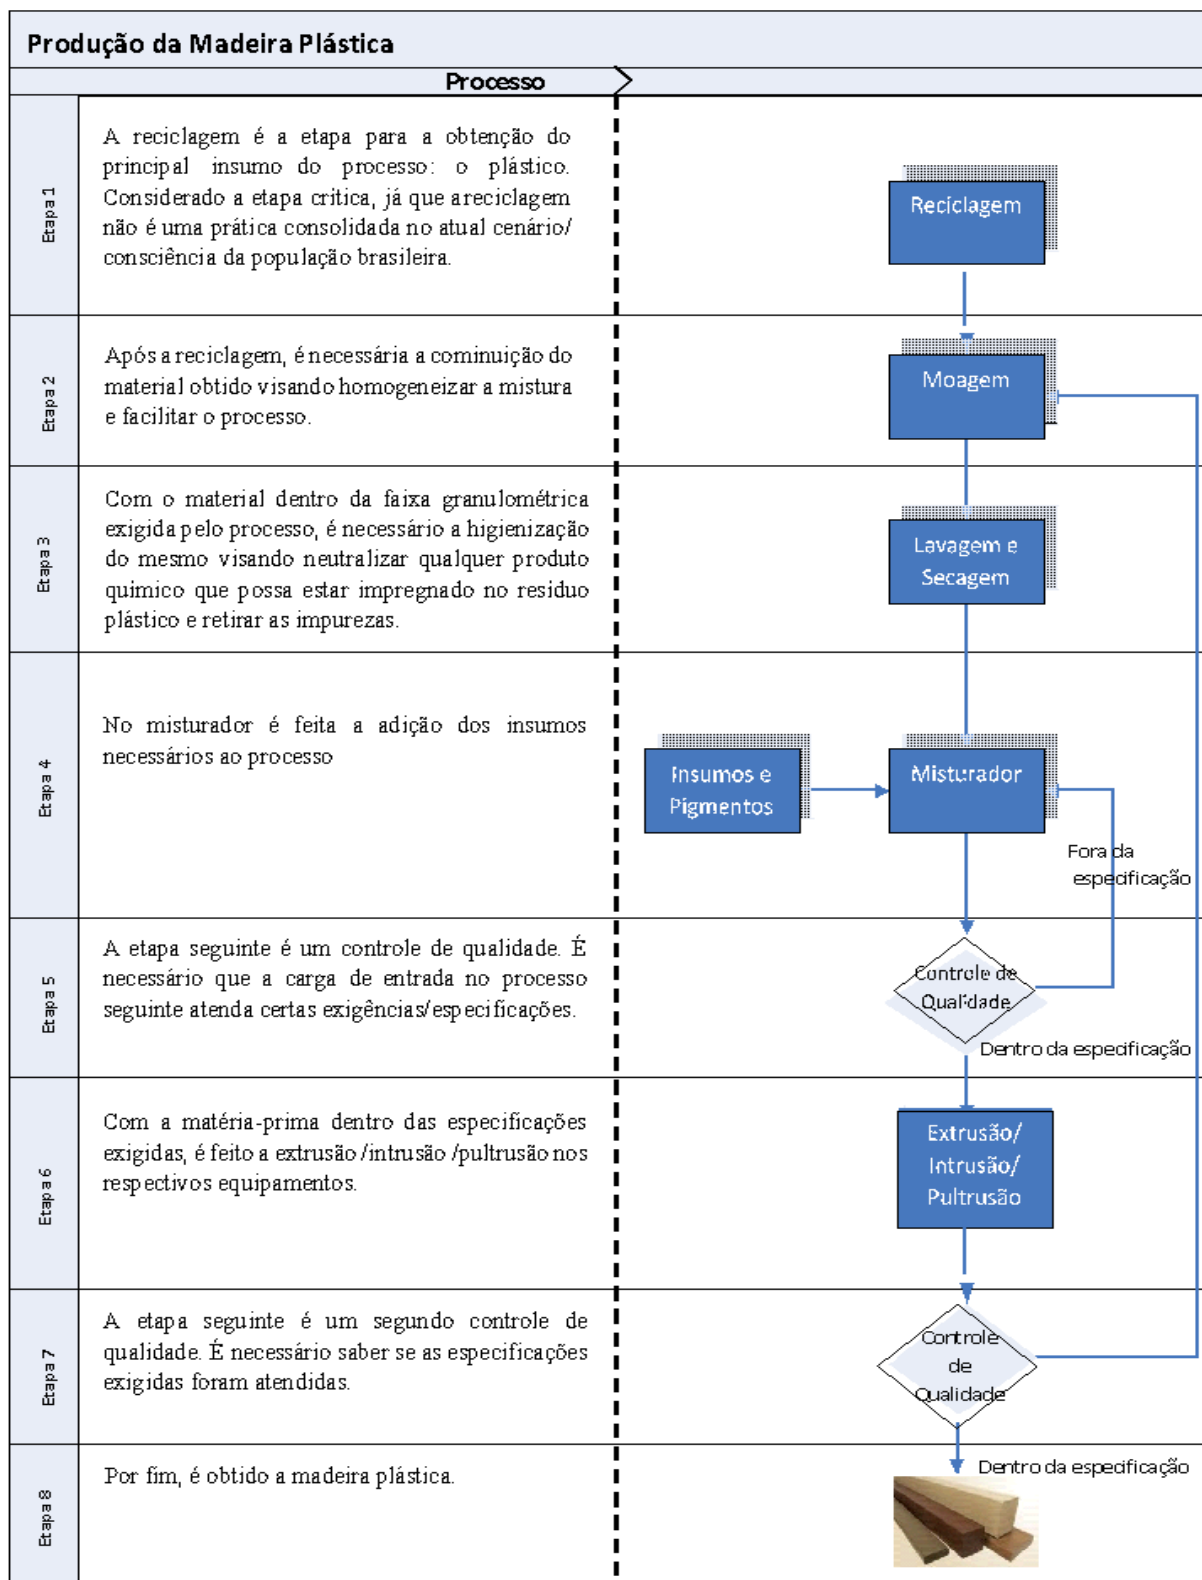 Produção da Madeira Plástica
Processo
Etapa 1
A reciclagem é a etapa para a obtenção do
principal insumo do processo: o plástico.
Considerado a etapa crítica, já que areciclagem
não é uma prática consolidada no atual cenário/
consciência da população brasileira.
Reciclagem
Etapa 2
Após a reciclagem, é necessária a cominuição do
material obtido visando homogeneizar a mistura
e facilitar o processo.
Moagem
Etapa 3
Com o material dentro da faixa granulométrica
exigida pelo processo, é necessário a higienização
do mesmo visando neutralizar qualquer produto
químico que possa estar impregnado no resíduo
plástico e retirar as impurezas.
Lavagem e
Secagem
Etapa 4
No misturador é feita a adição dos insumos
necessários ao processo
Insumos e
Pigmentos
Misturador
Fora da
especificação
Etapa 5
A etapa seguinte é um controle de qualidade. É
necessário que a carga de entrada no processo
seguinte atenda certas exigências/especificações.
Controle de
Qualidade
Dentro da especificação
Etapa 6
Com a matéria-prima dentro das especificações
exigidas, é feito a extrusão /intrusão /pultrusão nos
respectivos equipamentos.
Extrusão/
Intrusão/
Pultrusão
Etapa 7
A etapa seguinte é um segundo controle de
qualidade. É necessário saber se as especificações
exigidas foram atendidas.
Controle
de
Qualidade
Etapa 8
Por fim, é obtido a madeira plástica.
Dentro da especificação